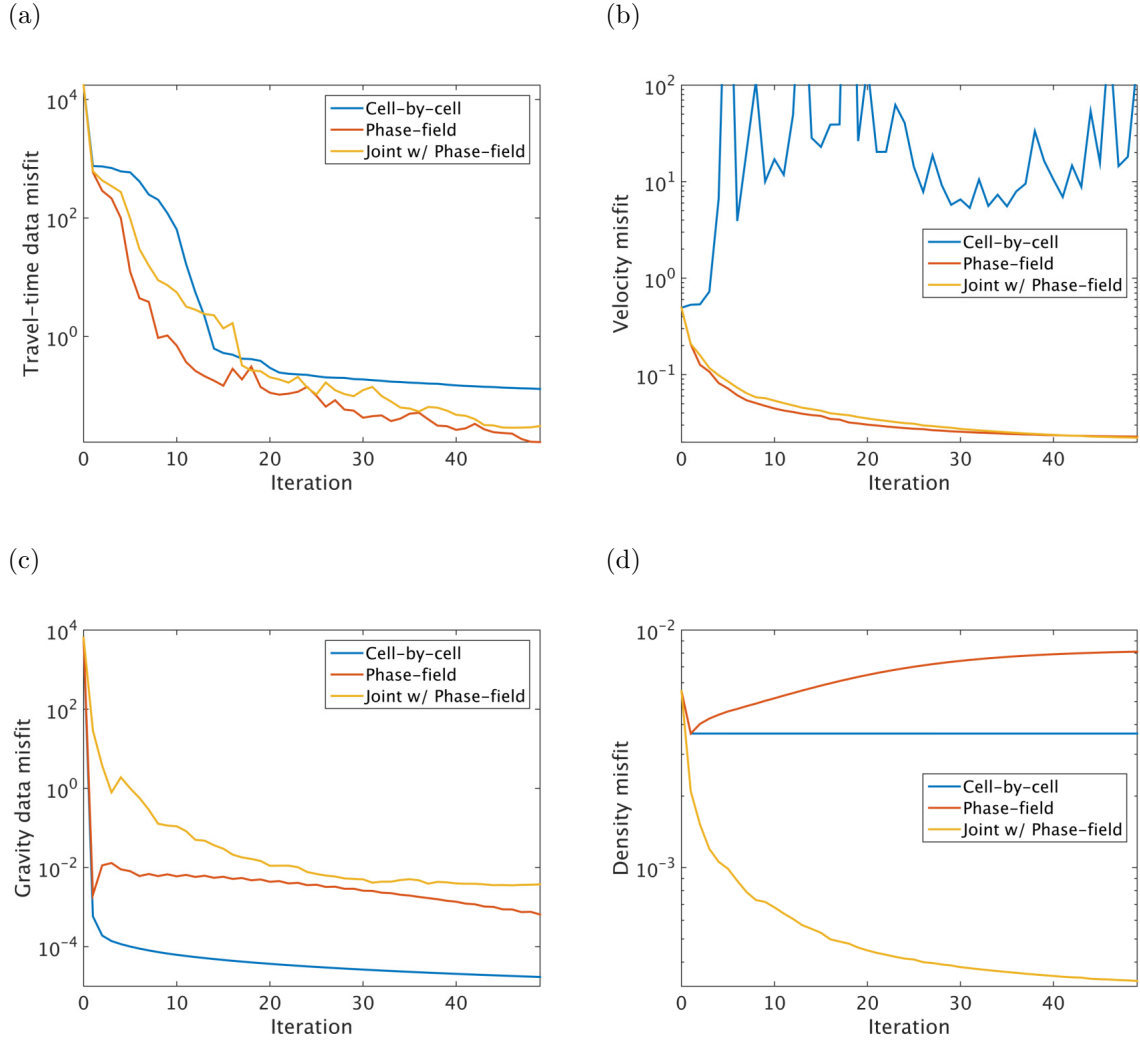 (a)
Travel-time data misfit
10^4
10^2
10^0
0
10
20
30
40
Iteration
Cell-by-cell
Phase-field
Joint w/ Phase-field
(b)
Velocity misfit
10^2
10^1
10^0
10^-1
0
10
20
30
40
Iteration
Cell-by-cell
Phase-field
Joint w/ Phase-field
(c)
Gravity data misfit
10^4
10^2
10^0
10^-2
10^-4
0
10
20
30
40
Iteration
Cell-by-cell
Phase-field
Joint w/ Phase-field
(d)
Density misfit
10^-2
10^-3
0
10
20
30
40
Iteration
Cell-by-cell
Phase-field
Joint w/ Phase-field